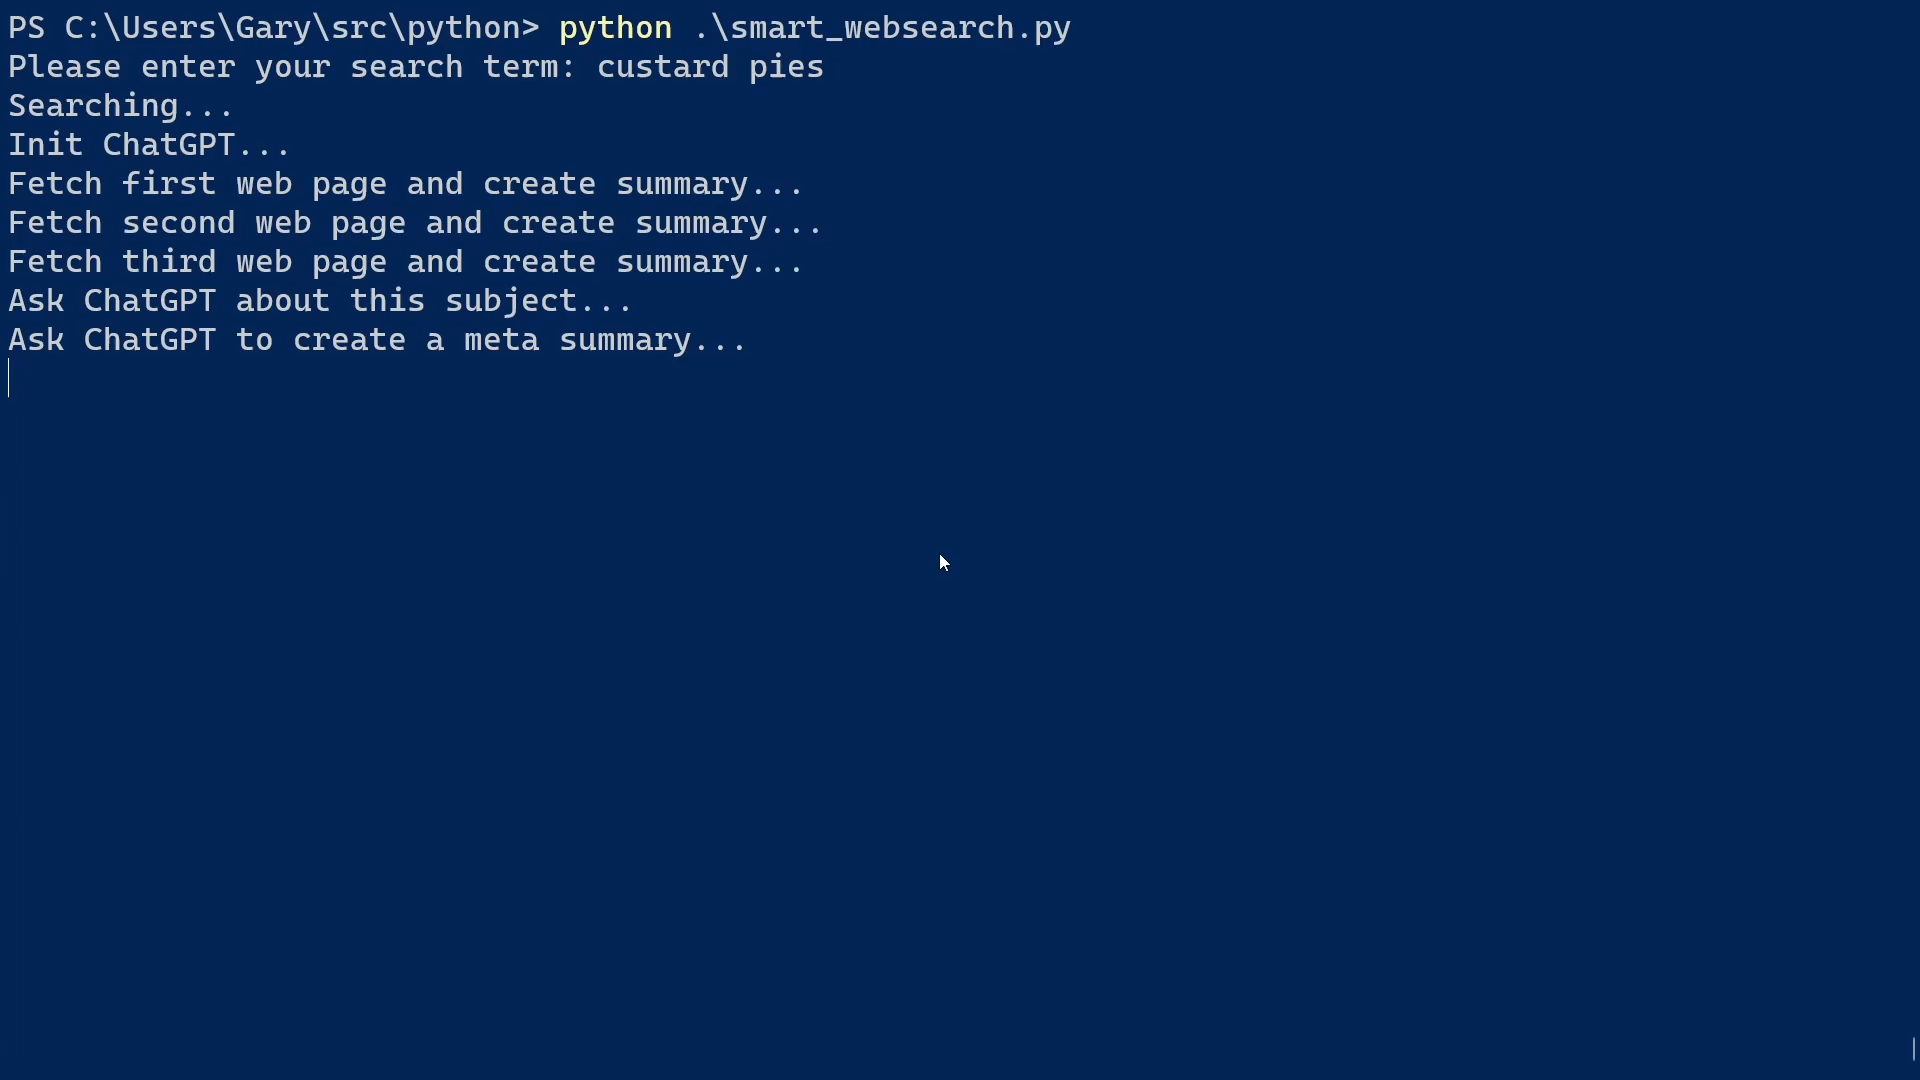 PS C:\Users\Gary\src\python> python .\smart_websearch.py
Please enter your search term: custard pies
Searching...
Init ChatGPT...
Fetch first web page and create summary...
Fetch second web page and create summary...
Fetch third web page and create summary...
Ask ChatGPT about this subject...
Ask ChatGPT to create a meta summary...